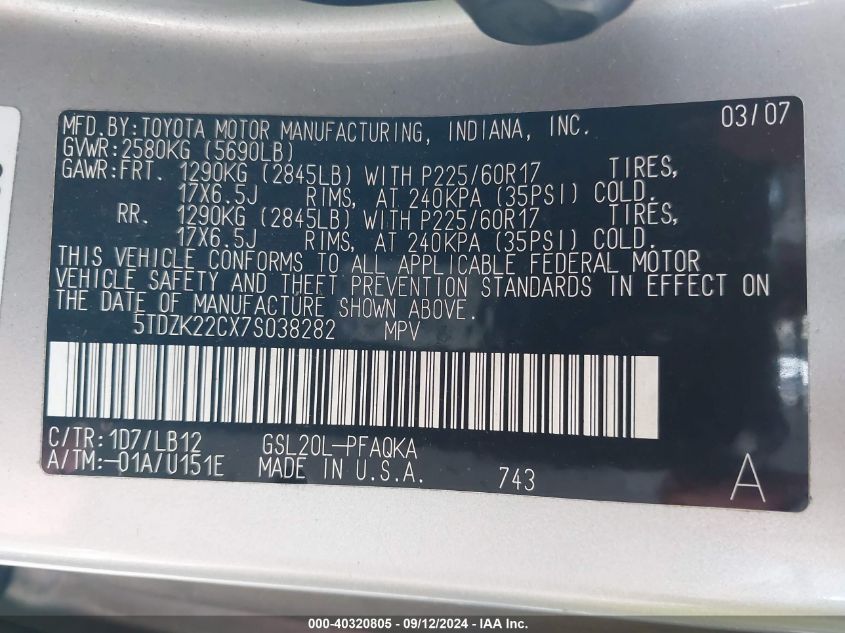 MFD.BY:TOYOTA MOTOR MANUFACTURING, INDIANA, INC. 03/07
GVWR:2580KG (5690LB)
GAWR:FRT. 1290KG (2845LB) WITH P225/60R17 TIRES,
17X6.5J RIMS, AT 240KPA (35PSI) COLD.
RR. 1290KG (2845LB) WITH P225/60R17 TIRES,
17X6.5J RIMS, AT 240KPA (35PSI) COLD.
THIS VEHICLE CONFORMS TO ALL APPLICABLE FEDERAL MOTOR
VEHICLE SAFETY AND THEFT PREVENTION STANDARDS IN EFFECT ON
THE DATE OF MANUFACTURE SHOWN ABOVE.
5TDZK22CX7S038282 MPV
C/TR:1D7/LB12 GSL20L-PFAQKA
A/TM:-01A/U151E MADE IN U.S.A. 743 A
000-40320805 - 09/12/2024 - IAA Inc.